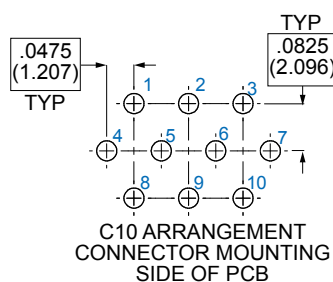 .0475
(1.207)
TYP
TYP
.0825
(2.096)
1 2 3
4 5 6 7
8 9 10
C10 ARRANGEMENT
CONNECTOR MOUNTING
SIDE OF PCB